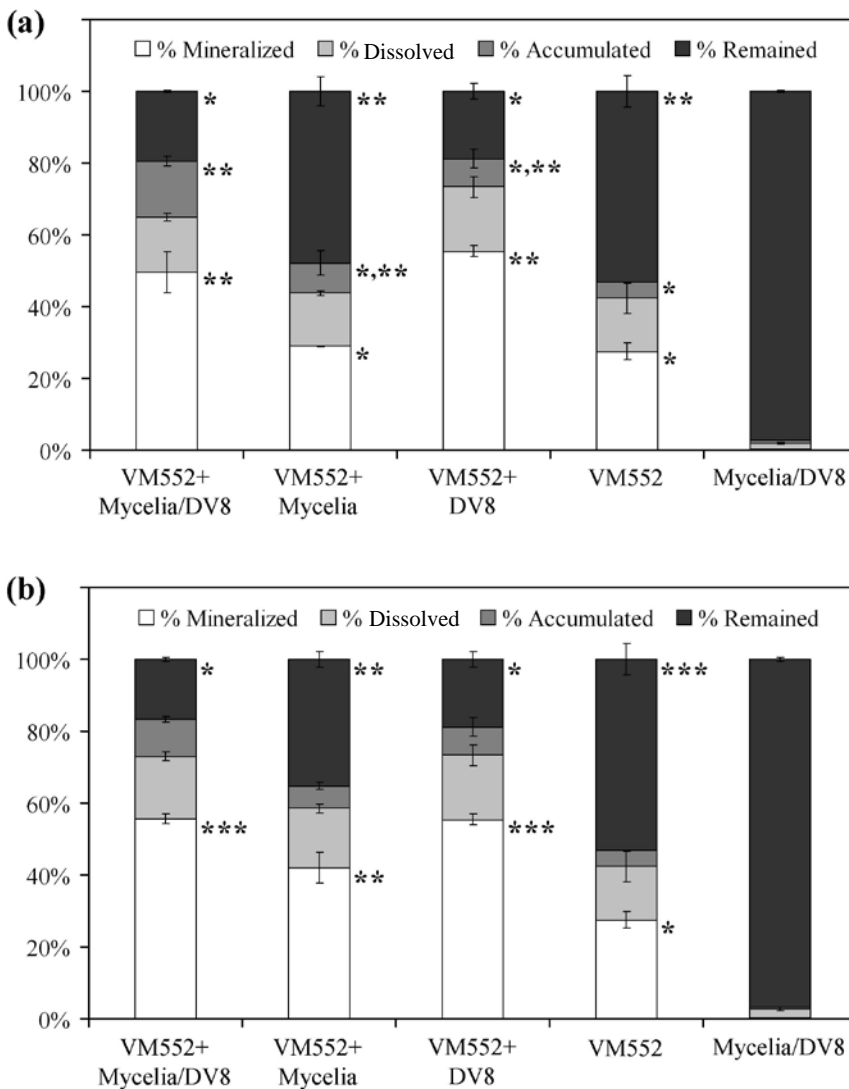 (a)
% Mineralized % Dissolved % Accumulated % Remained
100% * ** * **
80% ** *,**
60% ** *,** **
40% * *
20% *
0%
VM552+ VM552+ VM552+ VM552 Mycelia/DV8
Mycelia/DV8 Mycelia DV8
(b)
% Mineralized % Dissolved % Accumulated % Remained
100% * ** * ***
80%
60% *** ***
40% **
20% *
0%
VM552+ VM552+ VM552+ VM552 Mycelia/DV8
Mycelia/DV8 Mycelia DV8